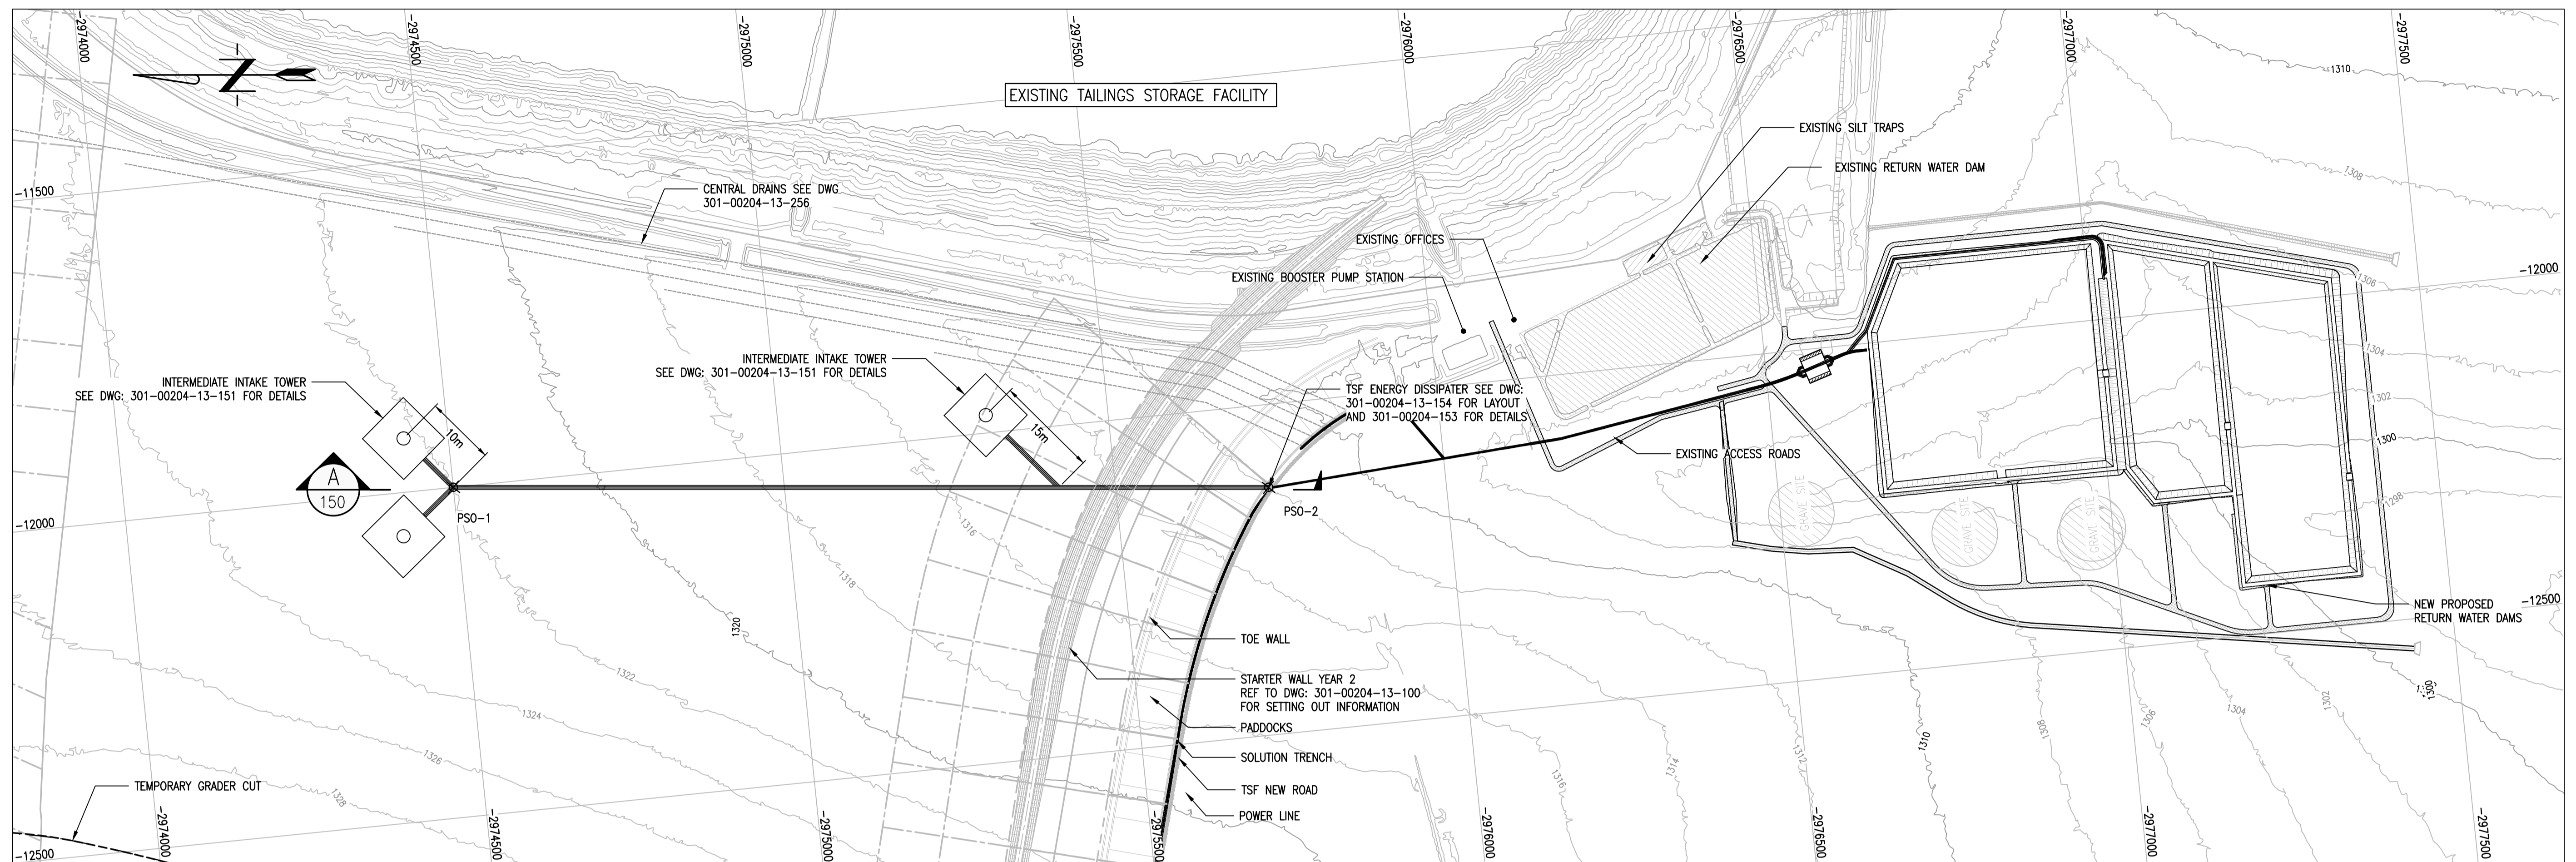 -2974000
-2974500
-2975000
-2975500
-2976000
-2976500
-2977000
-2977500
N
EXISTING TAILINGS STORAGE FACILITY
1310
EXISTING SILT TRAPS
EXISTING RETURN WATER DAM
1308
-11500
CENTRAL DRAINS SEE DWG
301-00204-13-256
EXISTING OFFICES
EXISTING BOOSTER PUMP STATION
-12000
1306
1304
INTERMEDIATE INTAKE TOWER
SEE DWG: 301-00204-13-151 FOR DETAILS
INTERMEDIATE INTAKE TOWER
SEE DWG: 301-00204-13-151 FOR DETAILS
TSF ENERGY DISSIPATER SEE DWG:
301-00204-13-154 FOR LAYOUT
AND 301-00204-153 FOR DETAILS
1302
1300
10m
15m
EXISTING ACCESS ROADS
A
150
PSO-1
PSO-2
1298
GRAVE SITE
GRAVE SITE
GRAVE SITE
-12000
1316
1318
1320
1322
1324
1326
1328
TOE WALL
STARTER WALL YEAR 2
REF TO DWG: 301-00204-13-100
FOR SETTING OUT INFORMATION
PADDOCKS
SOLUTION TRENCH
TSF NEW ROAD
POWER LINE
NEW PROPOSED
RETURN WATER DAMS
-12500
1300
1302
1304
1306
1308
1310
1312
1314
1316
TEMPORARY GRADER CUT
-12500
-2974000
-2974500
-2975000
-2975500
-2976000
-2976500
-2977000
-2977500